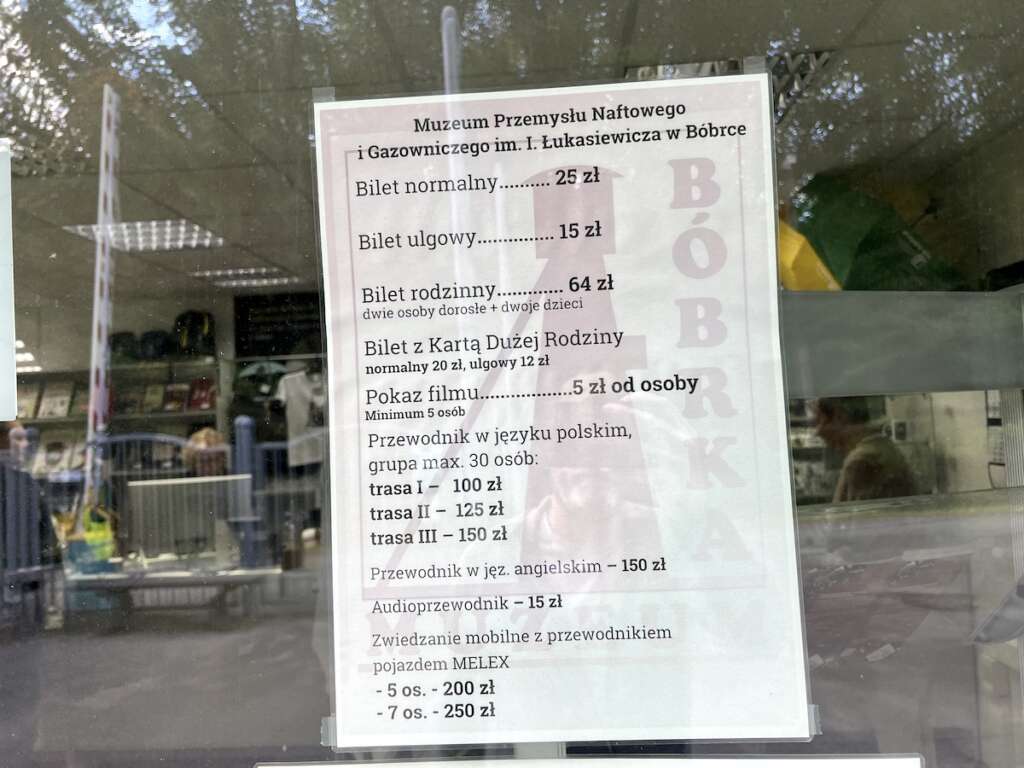 Muzeum Przemysłu Naftowego
i Gazowniczego im. I. Łukasiewicza w Bóbrce
Bilet normalny.......... 25 zł
Bilet ulgowy............... 15 zł
Bilet rodzinny............. 64 zł
dwie osoby dorosłe + dwoje dzieci
Bilet z Kartą Dużej Rodziny
normalny 20 zł, ulgowy 12 zł
Pokaz filmu..................5 zł od osoby
Minimum 5 osób
Przewodnik w języku polskim,
grupa max. 30 osób:
trasa I – 100 zł
trasa II – 125 zł
trasa III – 150 zł
Przewodnik w jęz. angielskim – 150 zł
Audioprzewodnik – 15 zł
Zwiedzanie mobilne z przewodnikiem
pojazdem MELEX
- 5 os. - 200 zł
- 7 os. - 250 zł
BÓBRKA
MUZEUM